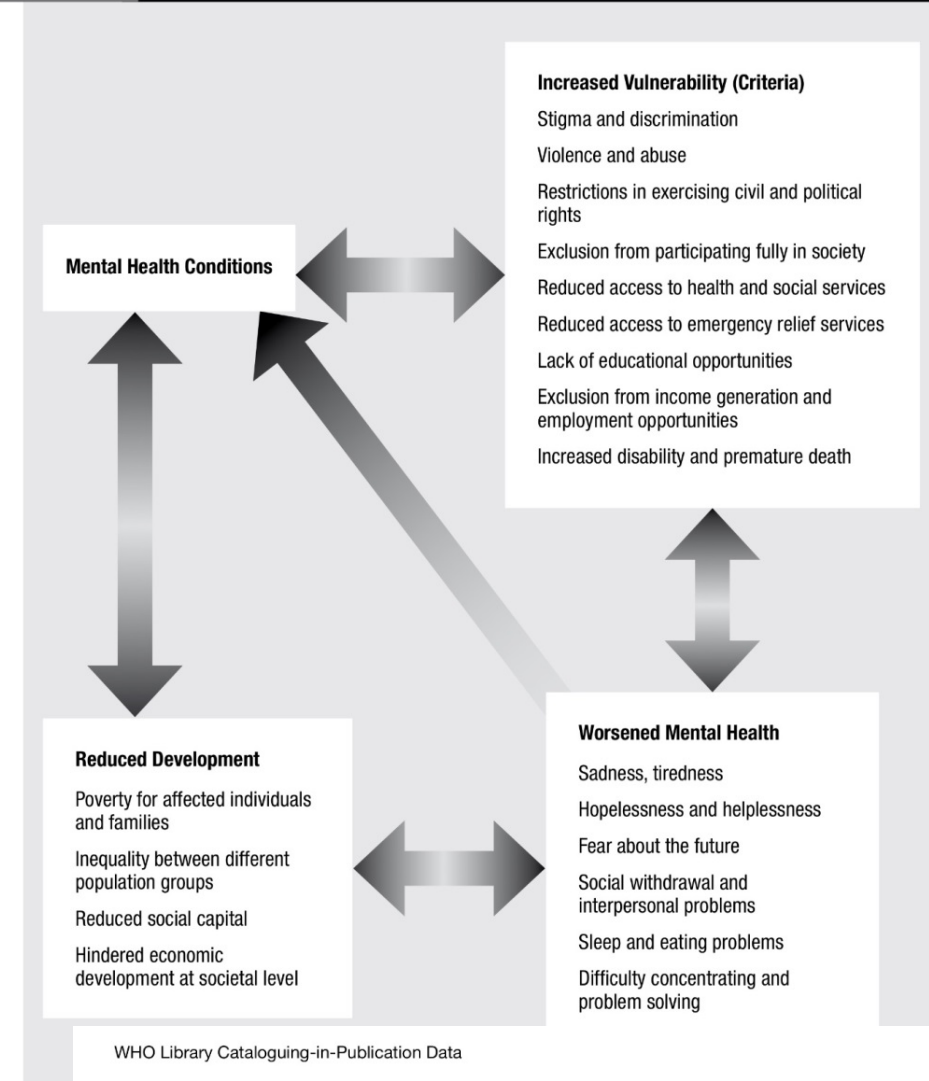 Increased Vulnerability (Criteria)
Stigma and discrimination
Violence and abuse
Restrictions in exercising civil and political
rights
Exclusion from participating fully in society
Reduced access to health and social services
Reduced access to emergency relief services
Lack of educational opportunities
Exclusion from income generation and
employment opportunities
Increased disability and premature death
Mental Health Conditions
Reduced Development
Poverty for affected individuals
and families
Inequality between different
population groups
Reduced social capital
Hindered economic
development at societal level
Worsened Mental Health
Sadness, tiredness
Hopelessness and helplessness
Fear about the future
Social withdrawal and
interpersonal problems
Sleep and eating problems
Difficulty concentrating and
problem solving
WHO Library Cataloguing-in-Publication Data